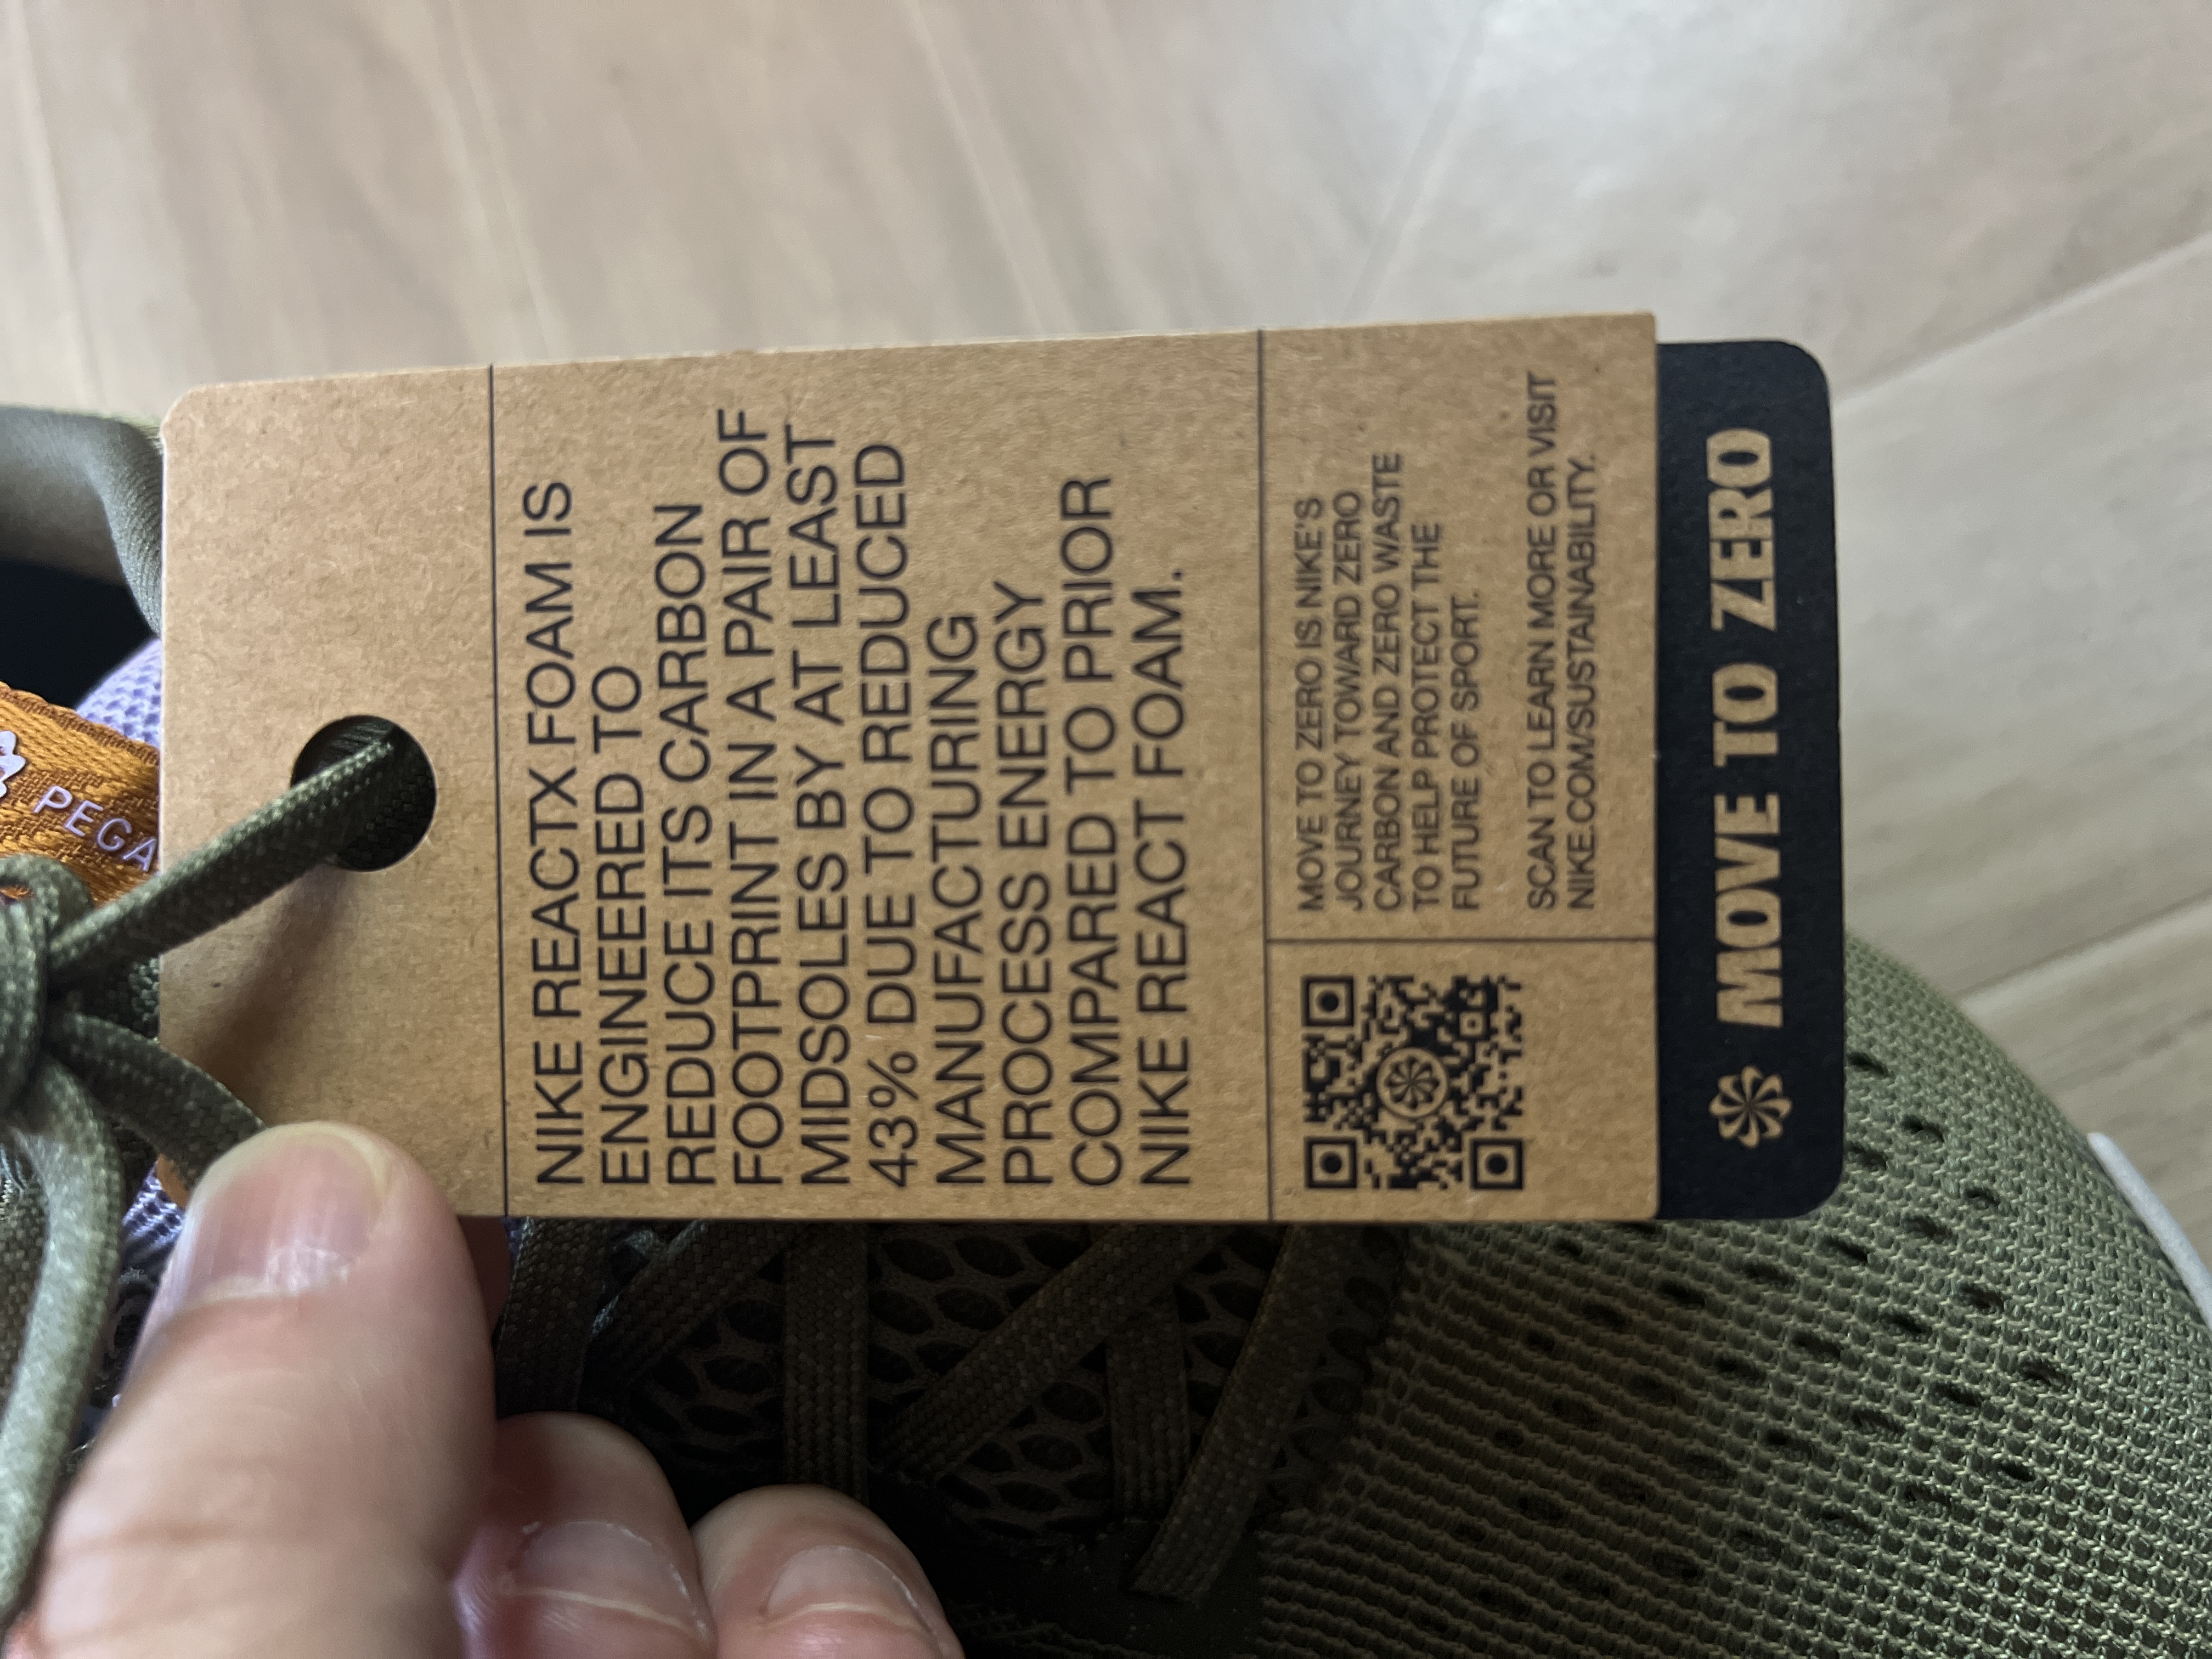 NIKE REACTX FOAM IS
ENGINEERED TO
REDUCE ITS CARBON
FOOTPRINT IN A PAIR OF
MIDSOLES BY AT LEAST
43% DUE TO REDUCED
MANUFACTURING
PROCESS ENERGY
COMPARED TO PRIOR
NIKE REACT FOAM.
MOVE TO ZERO IS NIKE'S
JOURNEY TOWARD ZERO
CARBON AND ZERO WASTE
TO HELP PROTECT THE
FUTURE OF SPORT.
SCAN TO LEARN MORE OR VISIT
NIKE.COM/SUSTAINABILITY.
MOVE TO ZERO
PEGA